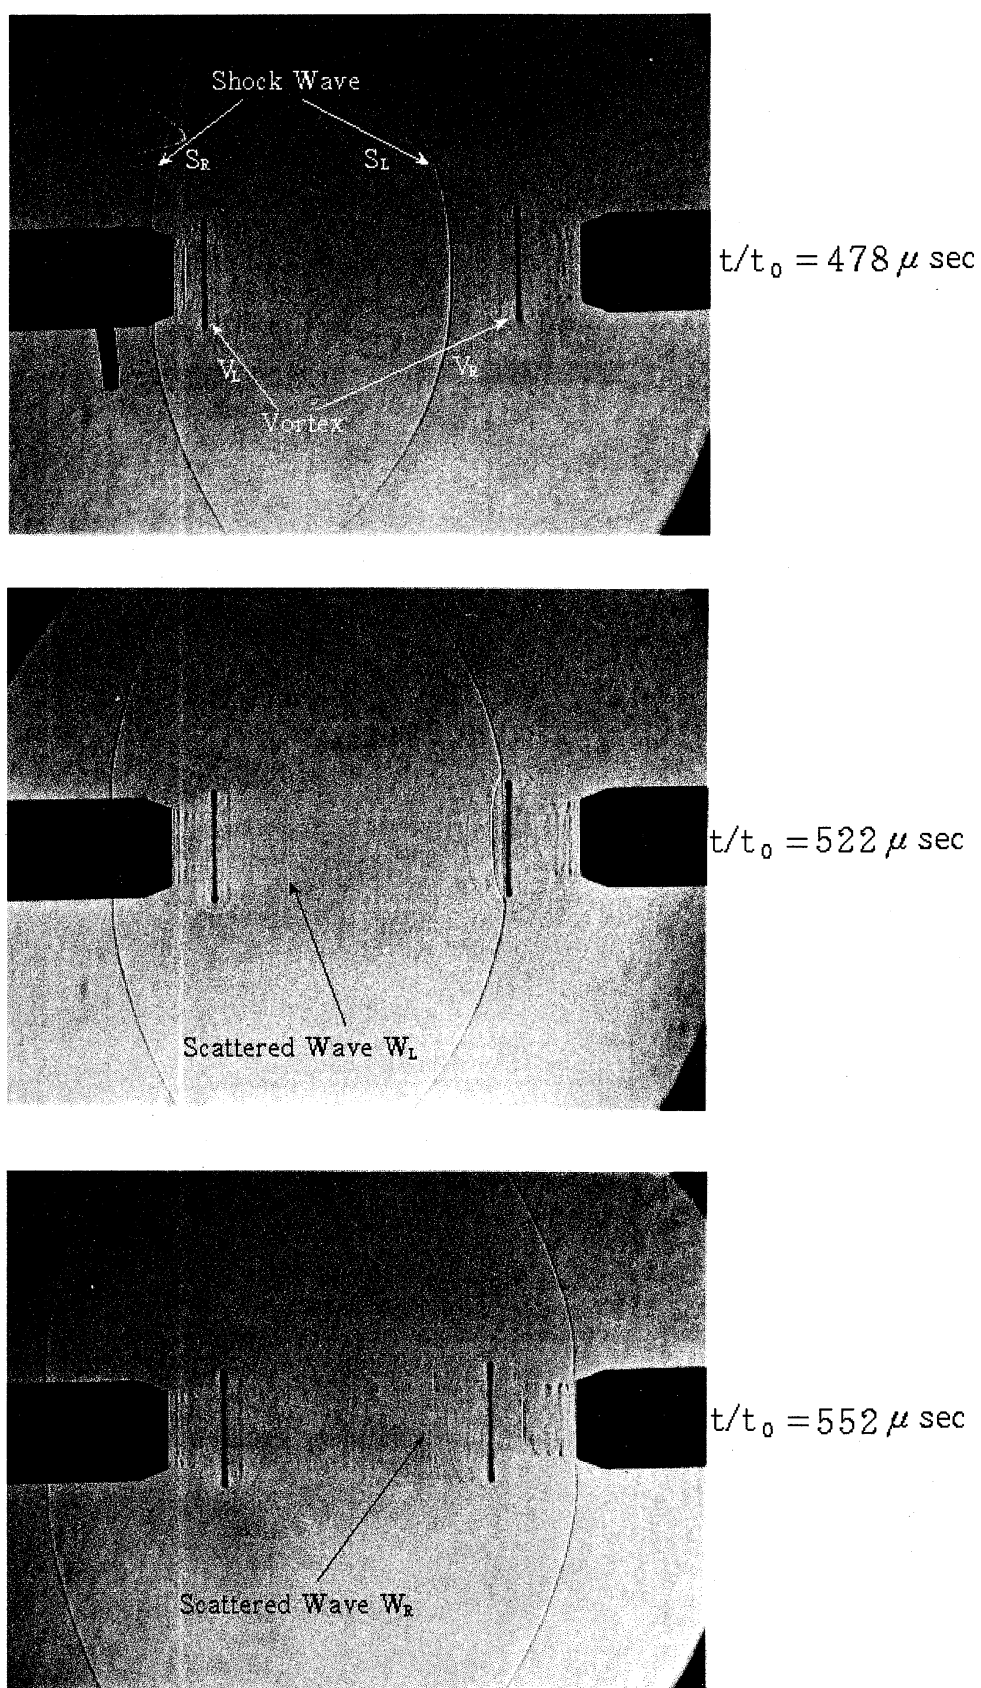 Shock Wave
S_R S_L
t/t_0 = 478 μ sec
V_L V_R
Vortex
t/t_0 = 522 μ sec
Scattered Wave W_L
t/t_0 = 552 μ sec
Scattered Wave W_R